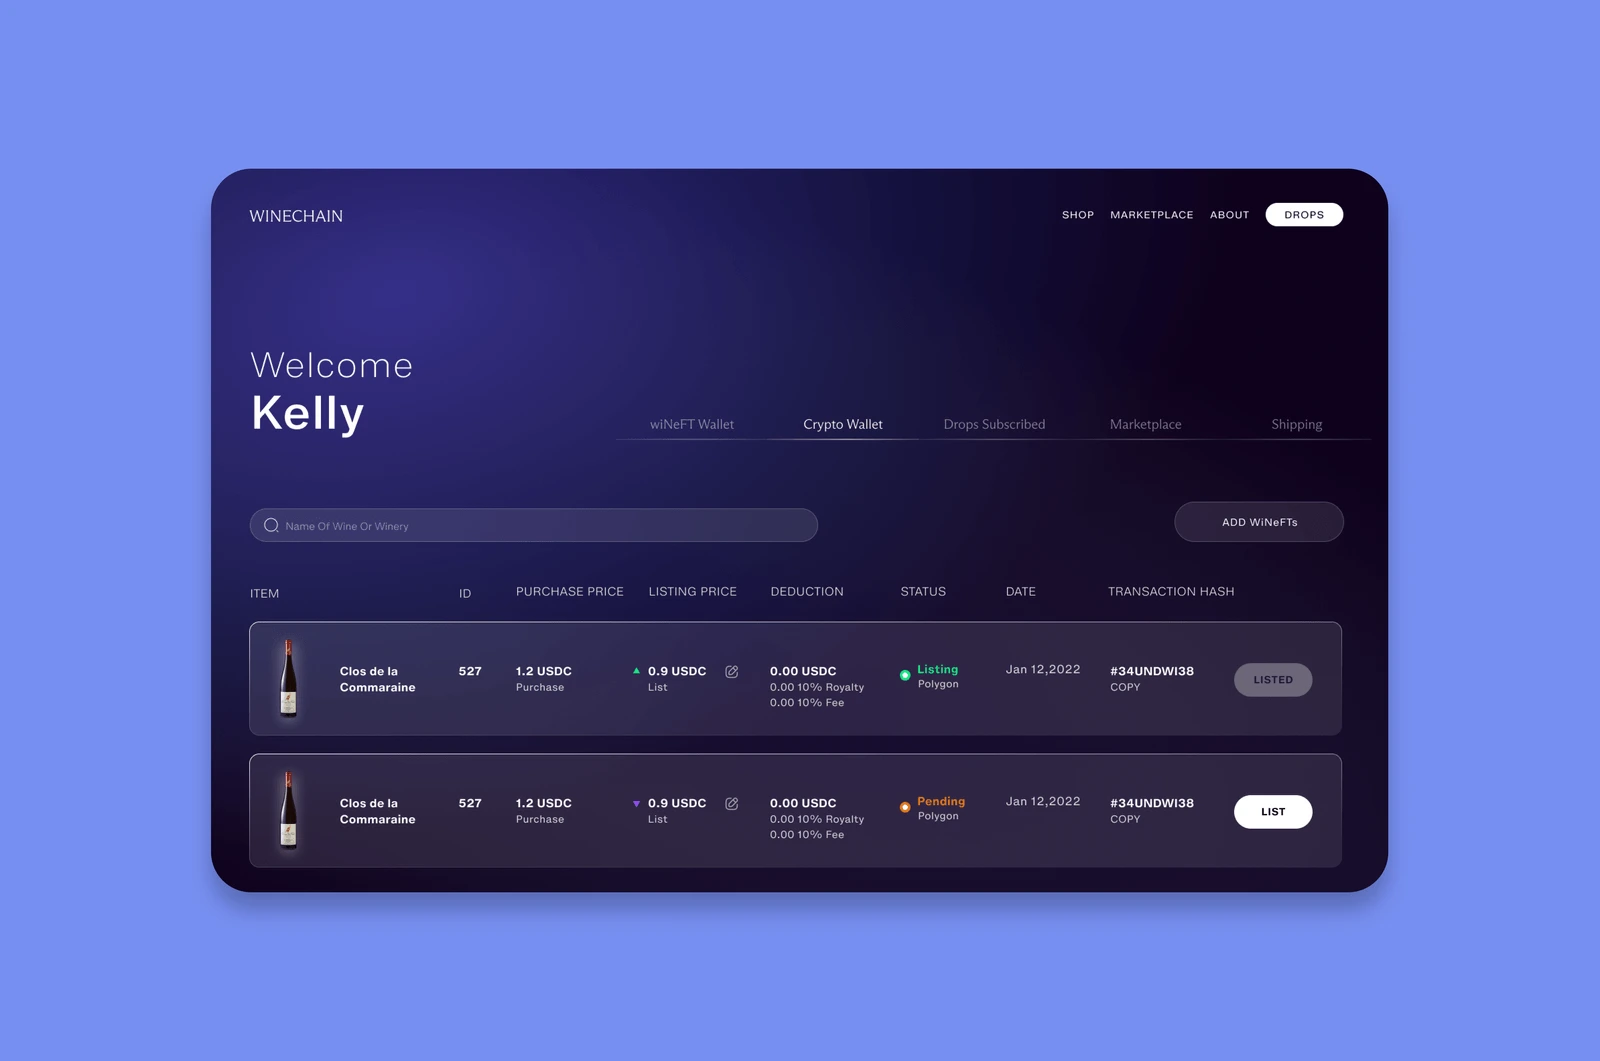 WINECHAIN
SHOP MARKETPLACE ABOUT DROPS
Welcome
Kelly
wiNeFT Wallet Crypto Wallet Drops Subscribed Marketplace Shipping
Name Of Wine Or Winery
ADD WiNeFTs
ITEM ID PURCHASE PRICE LISTING PRICE DEDUCTION STATUS DATE TRANSACTION HASH
Clos de la
Commaraine
527
1.2 USDC
Purchase
0.9 USDC
List
0.00 USDC
0.00 10% Royalty
0.00 10% Fee
Listing
Polygon
Jan 12,2022
#34UNDWI38
COPY
LISTED
Clos de la
Commaraine
527
1.2 USDC
Purchase
0.9 USDC
List
0.00 USDC
0.00 10% Royalty
0.00 10% Fee
Pending
Polygon
Jan 12,2022
#34UNDWI38
COPY
LIST